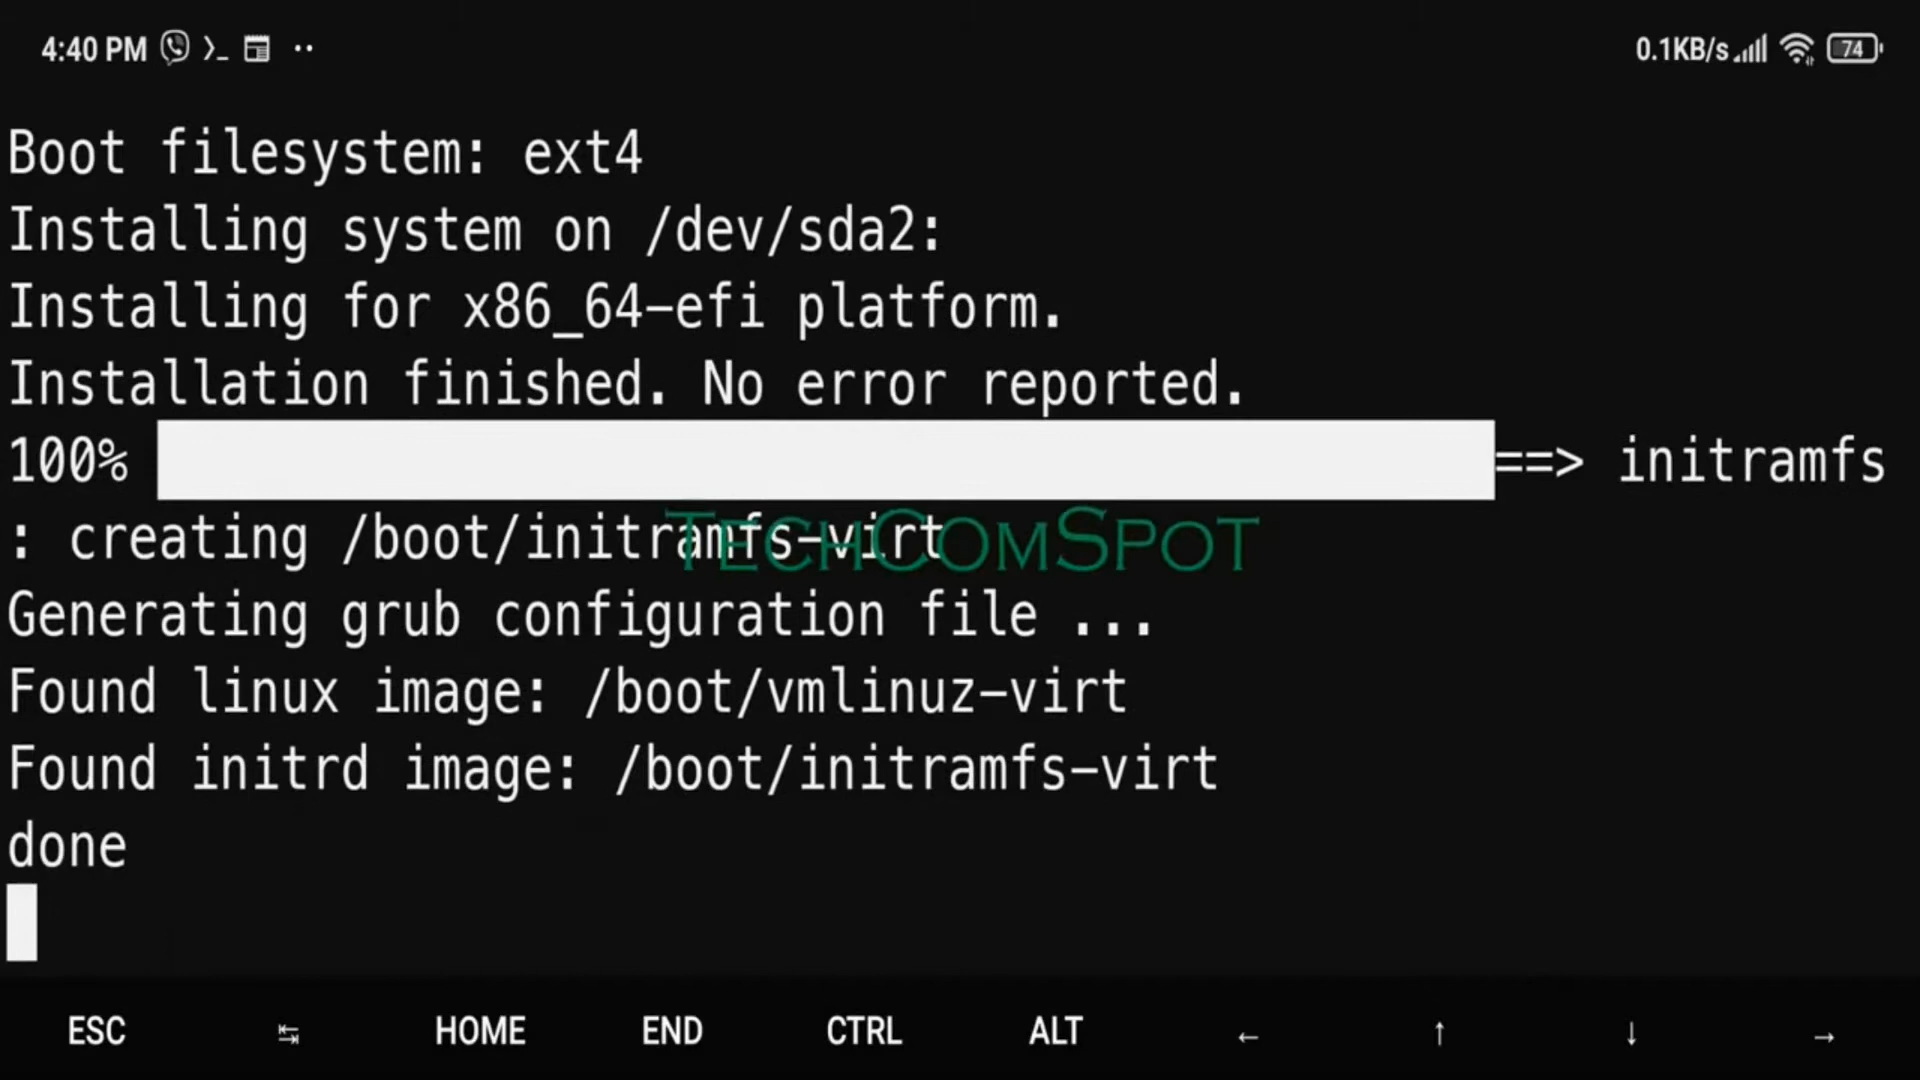 4:40 PM
0.1KB/s
74
Boot filesystem: ext4
Installing system on /dev/sda2:
Installing for x86_64-efi platform.
Installation finished. No error reported.
100% ==> initramfs
: creating /boot/initramfs-virt
TECHCOMSPOT
Generating grub configuration file ...
Found linux image: /boot/vmlinuz-virt
Found initrd image: /boot/initramfs-virt
done
ESC ↹ HOME END CTRL ALT ← ↑ ↓ →